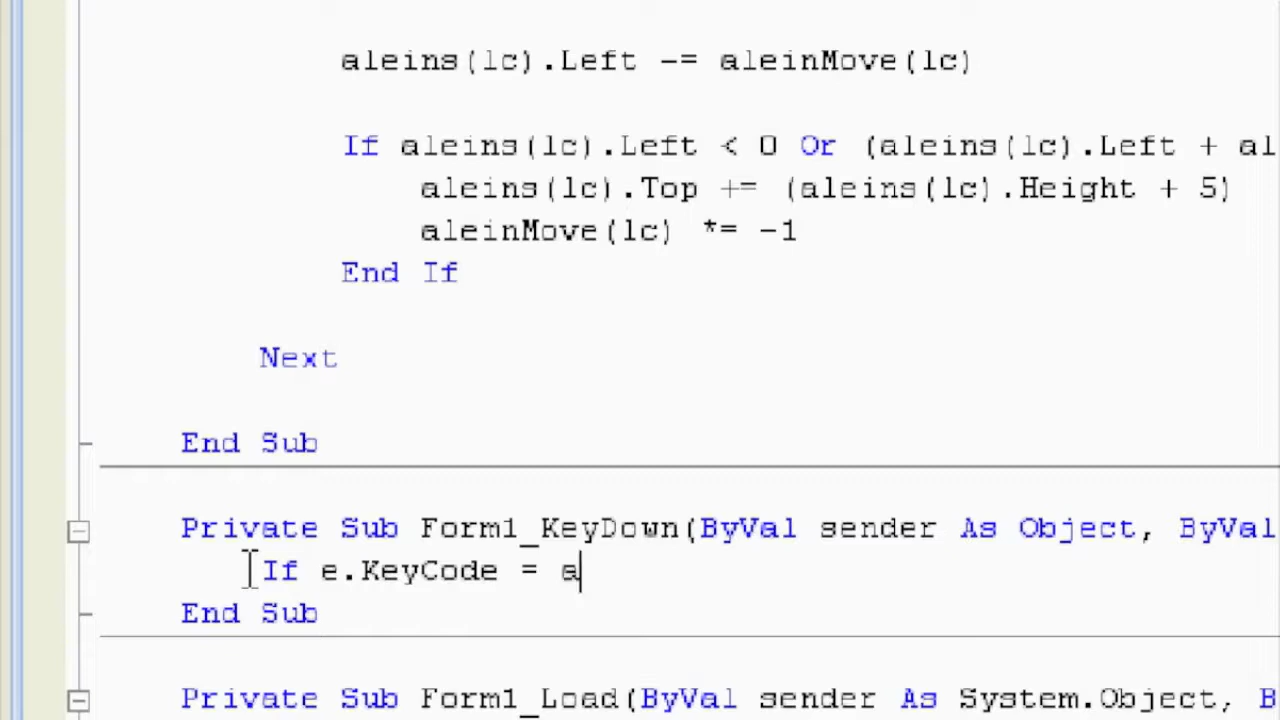 aleins(lc).Left -= aleinMove(lc)
If aleins(lc).Left < 0 Or (aleins(lc).Left + al
aleins(lc).Top += (aleins(lc).Height + 5)
aleinMove(lc) *= -1
End If
Next
End Sub
Private Sub Form1_KeyDown(ByVal sender As Object, ByVal
If e.KeyCode = a
End Sub
Private Sub Form1_Load(ByVal sender As System.Object, B